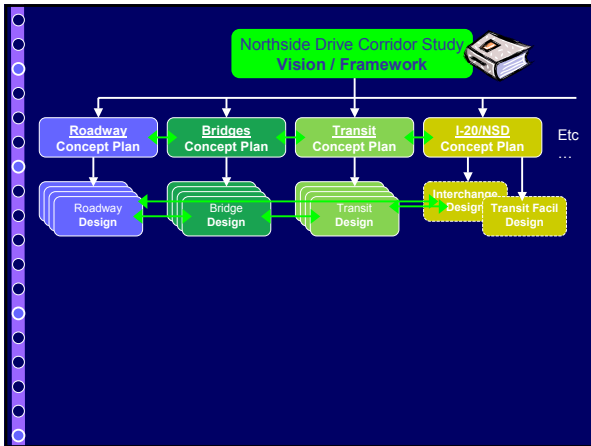 Northside Drive Corridor Study
Vision / Framework
Roadway
Concept Plan
Bridges
Concept Plan
Transit
Concept Plan
I-20/NSD
Concept Plan
Etc
...
Roadway
Design
Bridge
Design
Transit
Design
Interchange
Design
Transit Facil
Design